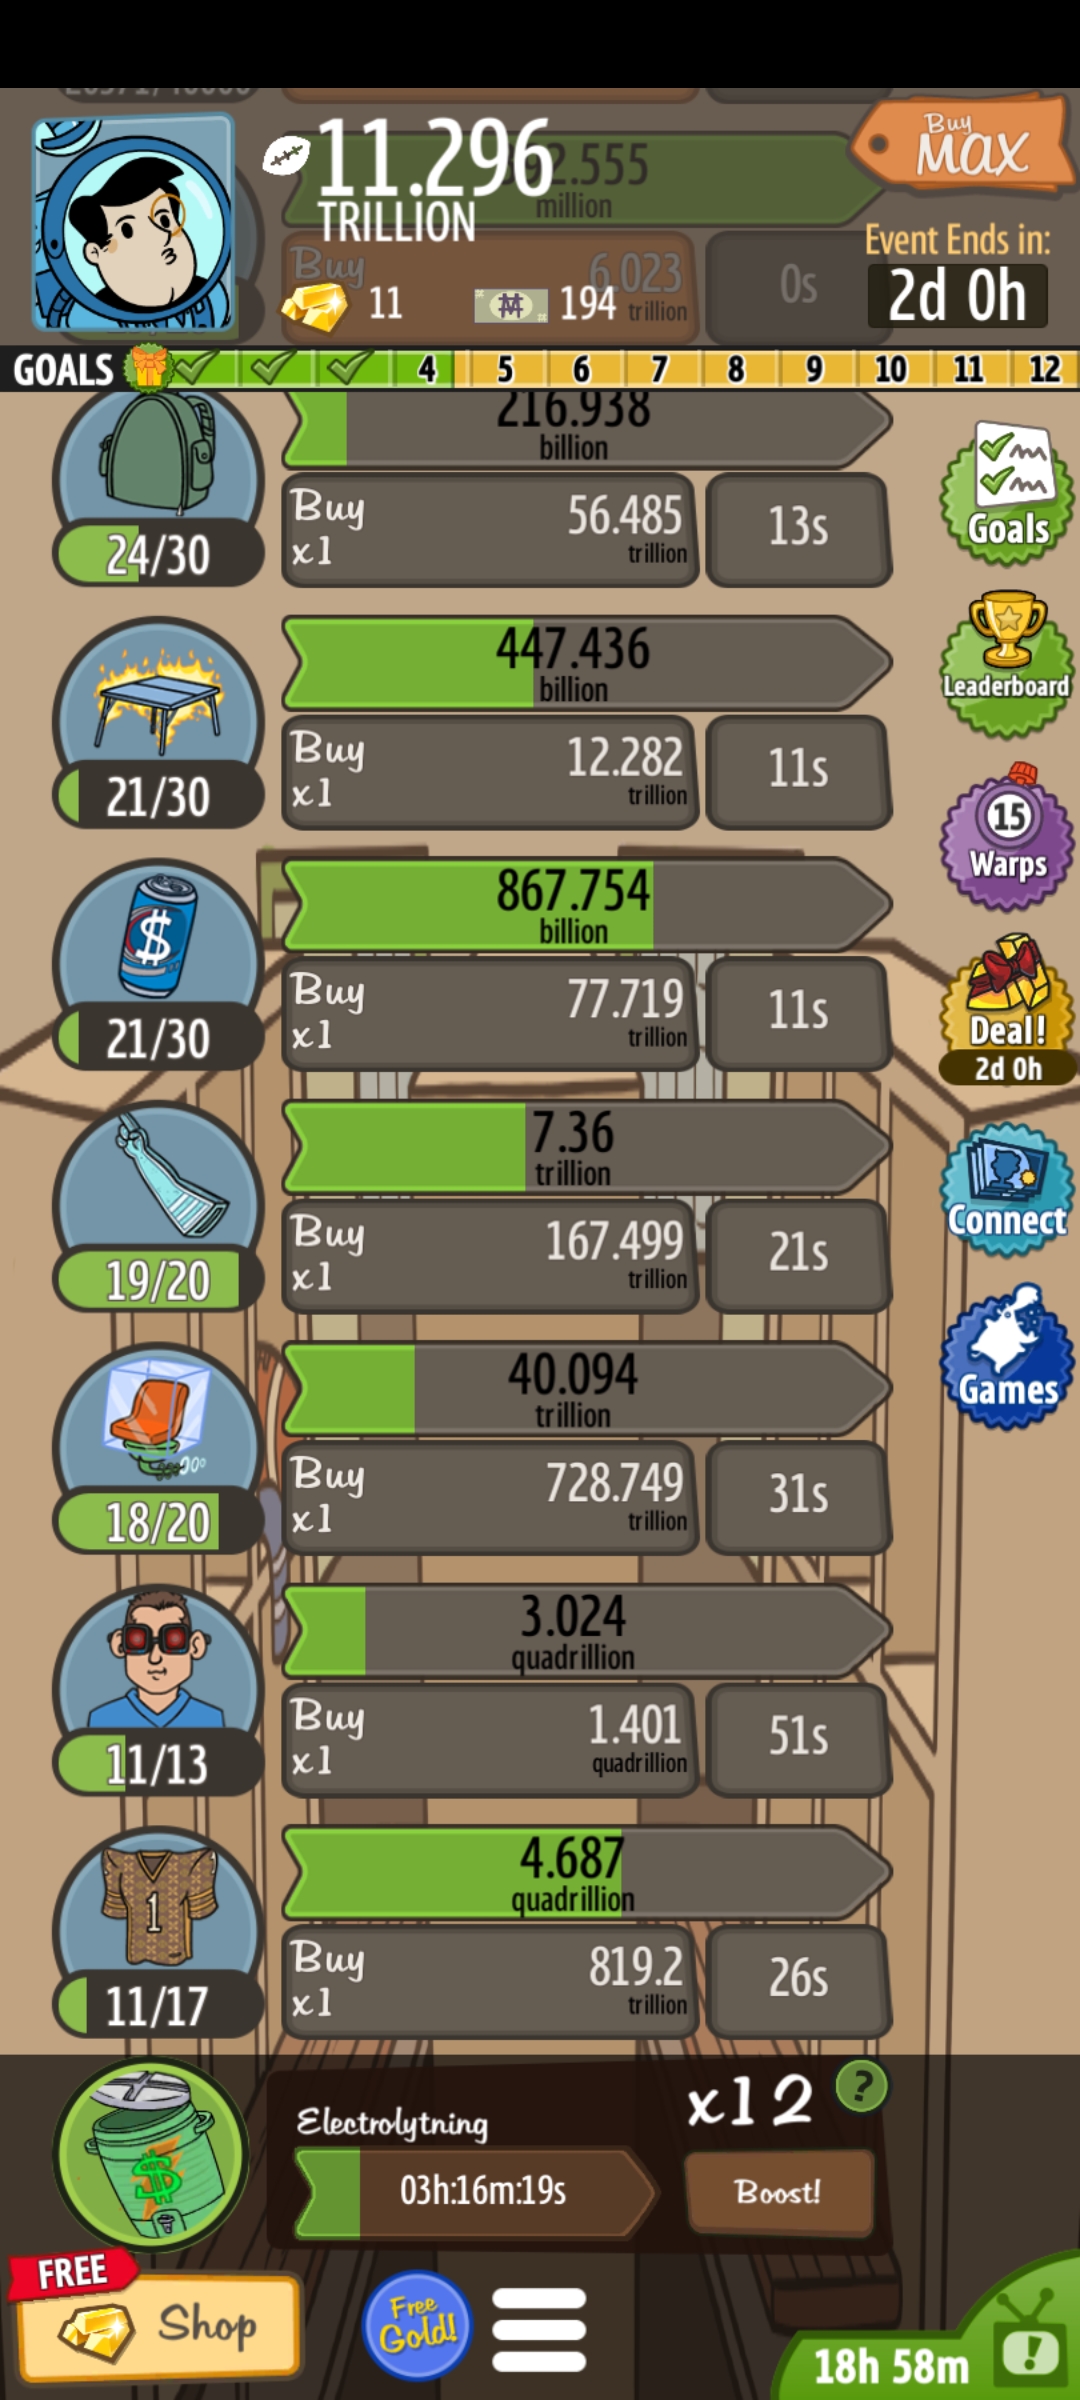 11.296
TRILLION
Buy
MAX
million
Event Ends in:
2d 0h
Buy
6.023
trillion
0s
11
194
GOALS 4 5 6 7 8 9 10 11 12
216.938
billion
Buy
x1
56.485
trillion
13s
24/30
Goals
447.436
billion
Buy
x1
12.282
trillion
11s
21/30
Leaderboard
867.754
billion
Buy
x1
77.719
trillion
11s
21/30
15
Warps
Deal!
2d 0h
7.36
trillion
Buy
x1
167.499
trillion
21s
19/20
Connect
40.094
trillion
Buy
x1
728.749
trillion
31s
18/20
Games
3.024
quadrillion
Buy
x1
1.401
quadrillion
51s
11/13
1
4.687
quadrillion
Buy
x1
819.2
trillion
26s
11/17
Electrolytning
x12
?
03h:16m:19s
Boost!
FREE
Shop
Free
Gold!
18h 58m